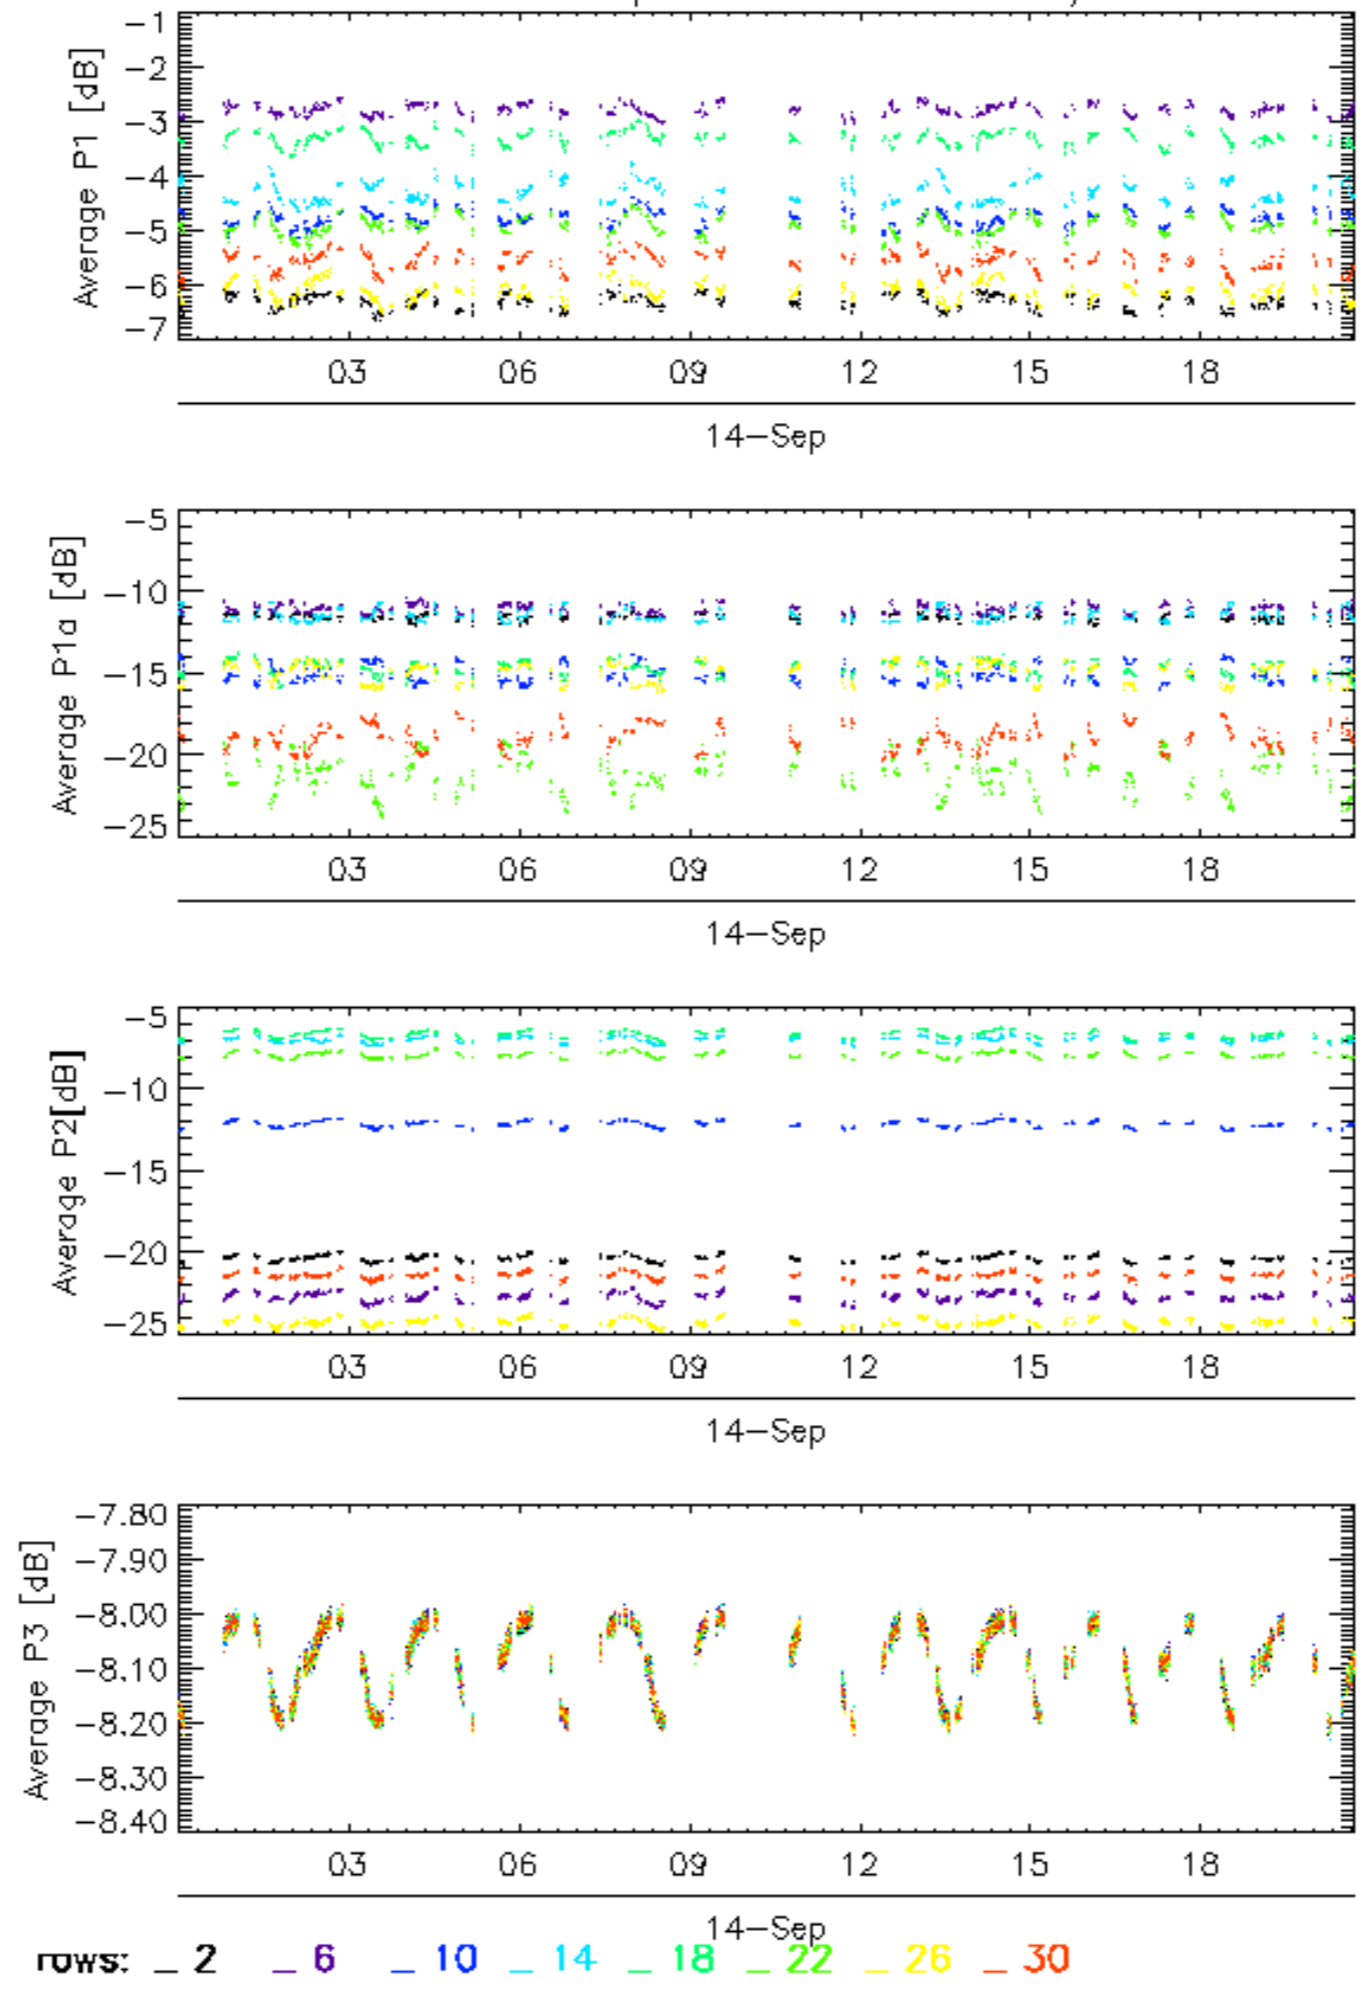 Average P1 [dB]
-1
-2
-3
-4
-5
-6
-7
03 06 09 12 15 18
14-Sep
Average P1a [dB]
-5
-10
-15
-20
-25
03 06 09 12 15 18
14-Sep
Average P2[dB]
-5
-10
-15
-20
-25
03 06 09 12 15 18
14-Sep
Average P3 [dB]
-7.80
-7.90
-8.00
-8.10
-8.20
-8.30
-8.40
03 06 09 12 15 18
14-Sep
rows: _ 2 _ 6 _ 10 _ 14 _ 18 _ 22 _ 26 _ 30